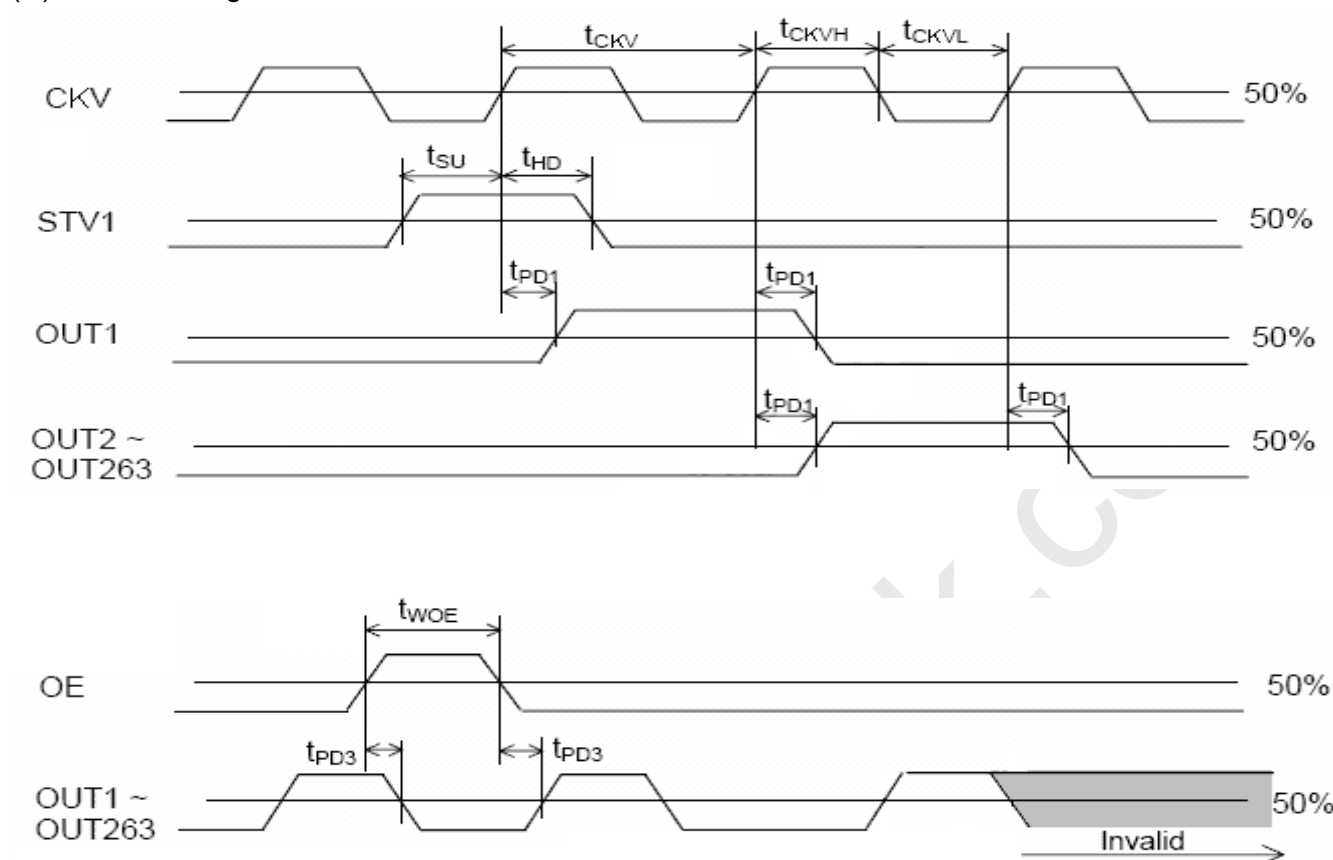 tCKV tCKVH tCKVL
CKV 50%
tSU tHD
STV1 50%
tPD1 tPD1
OUT1 50%
tPD1 tPD1
OUT2 ~ 50%
OUT263
tWOE
OE 50%
tPD3 tPD3
OUT1 ~ 50%
OUT263
Invalid